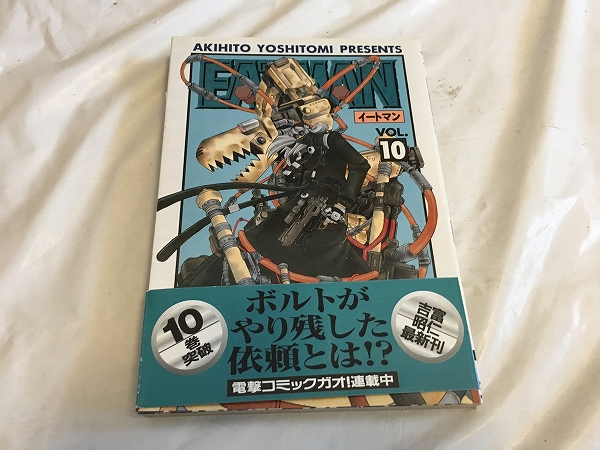 AKIHITO YOSHITOMI PRESENTS
EAT-MAN
イートマン
VOL.
10
ボルトが
やり残した
依頼とは!?
10
巻
突破
吉富
昭仁
最新刊
電撃コミックガオ!連載中